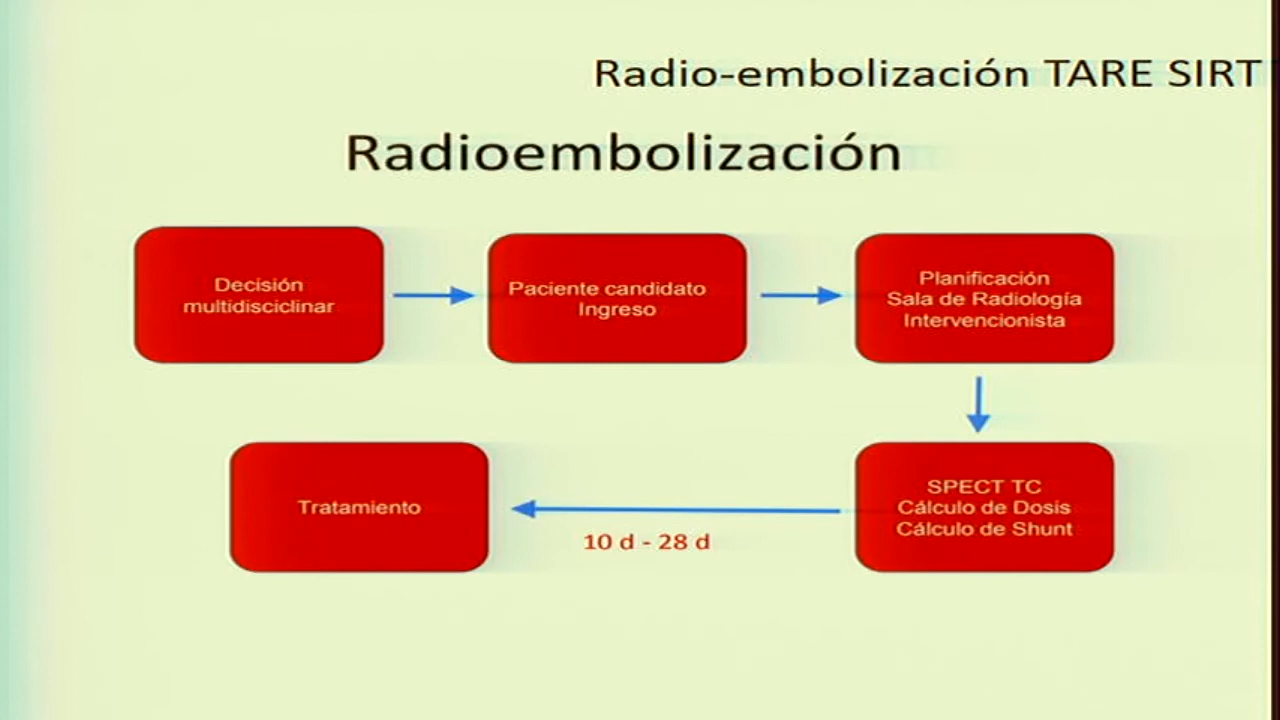 Radio-embolización TARE SIRT
Radioembolización
Decisión
multidisciclinar
Paciente candidato
Ingreso
Planificación
Sala de Radiología
Intervencionista
SPECT TC
Cálculo de Dosis
Cálculo de Shunt
10 d - 28 d
Tratamiento